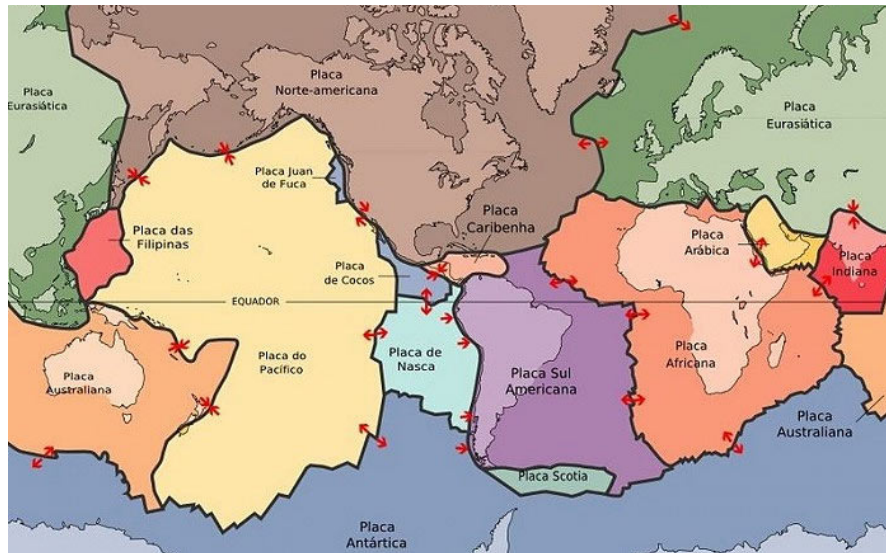 Placa
Norte-americana
Placa
Eurasiática
Placa
Eurasiática
Placa Juan
de Fuca
Placa das
Filipinas
Placa
Caribenha
Placa
Arábica
Placa
Indiana
Placa
de Cocos
EQUADOR
Placa
Australiana
Placa do
Pacífico
Placa de
Nasca
Placa Sul
Americana
Placa
Africana
Placa
Australiana
Placa Scotia
Placa
Antártica